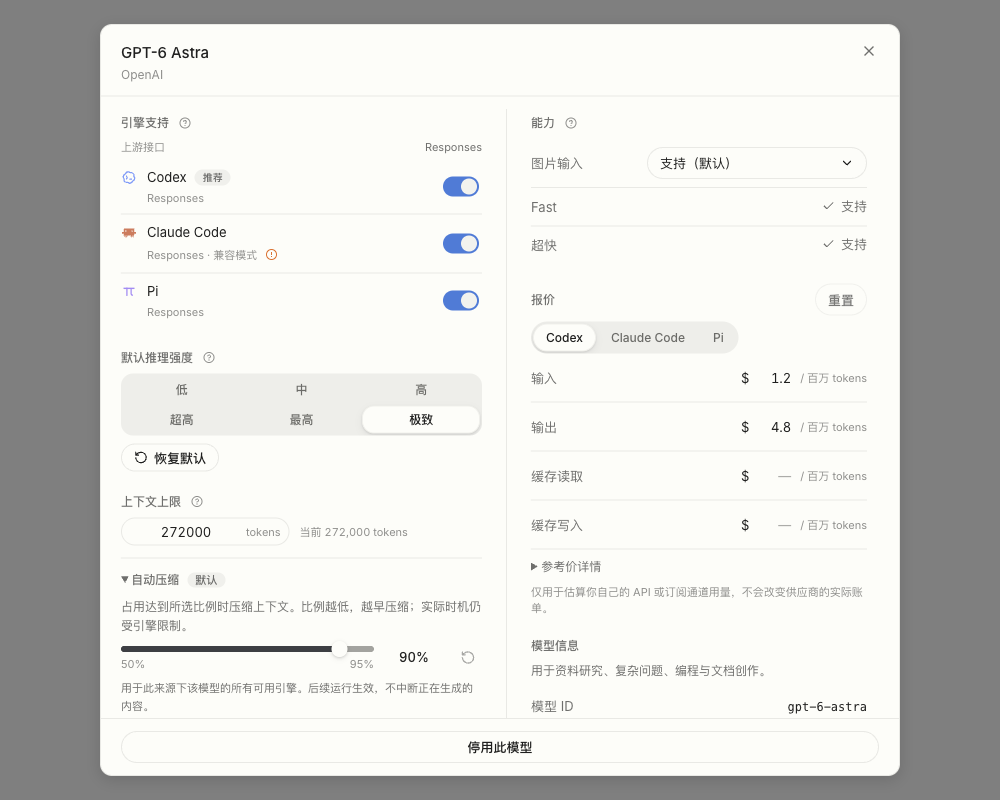 GPT-6 Astra
OpenAI
引擎支持
上游接口 Responses
Codex 推荐
Responses
Claude Code
Responses · 兼容模式
Pi
Responses
默认推理强度
低 中 高
超高 最高 极致
恢复默认
上下文上限
272000 tokens 当前 272,000 tokens
自动压缩 默认
占用达到所选比例时压缩上下文。比例越低，越早压缩；实际时机仍
受引擎限制。
90%
50% 95%
用于此来源下该模型的所有可用引擎。后续运行生效，不中断正在生成的
内容。
能力
图片输入 支持（默认）
Fast 支持
超快 支持
报价 重置
Codex Claude Code Pi
输入 $ 1.2 / 百万 tokens
输出 $ 4.8 / 百万 tokens
缓存读取 $ — / 百万 tokens
缓存写入 $ — / 百万 tokens
参考价详情
仅用于估算你自己的 API 或订阅通道用量，不会改变供应商的实际账
单。
模型信息
用于资料研究、复杂问题、编程与文档创作。
模型 ID gpt-6-astra
停用此模型